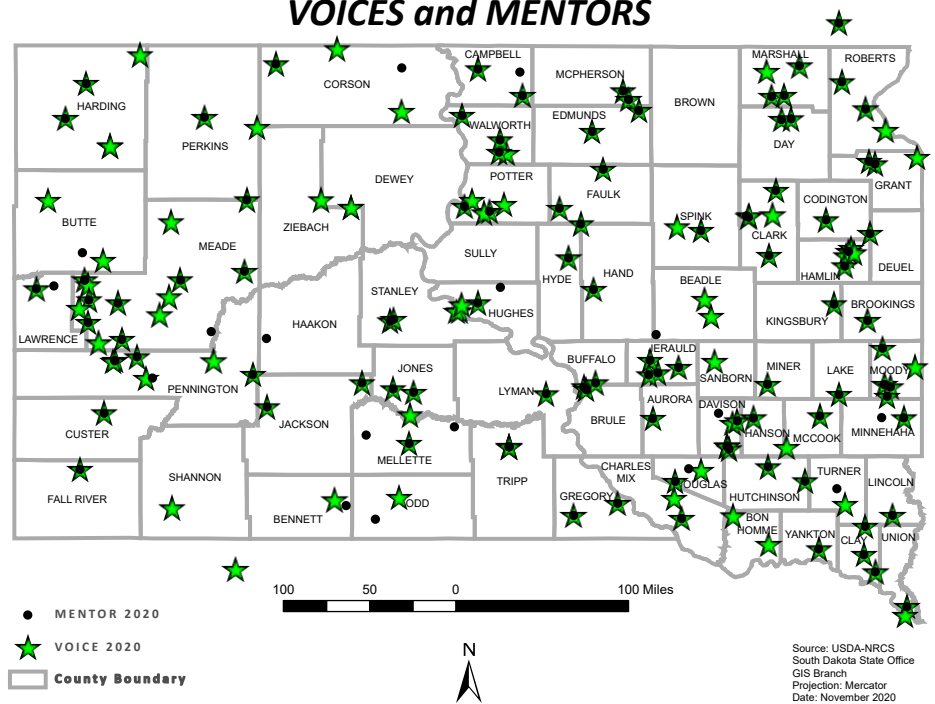 VOICES and MENTORS
CAMPBELL
MARSHALL
ROBERTS
CORSON
MCPHERSON
HARDING
BROWN
EDMUNDS
WALWORTH
PERKINS
DAY
POTTER
DEWEY
GRANT
FAULK
CODINGTON
BUTTE
ZIEBACH
SPINK
CLARK
MEADE
SULLY
HYDE
HAND
HAMLIN
DEUEL
STANLEY
BEADLE
HUGHES
KINGSBURY
BROOKINGS
HAAKON
LAWRENCE
JERAULD
BUFFALO
JONES
MINER
LAKE
MOODY
SANBORN
PENNINGTON
LYMAN
AURORA
DAVISON
JACKSON
BRULE
HANSON
MCCOOK
MINNEHAHA
CUSTER
MELLETTE
CHARLES
MIX
TURNER
SHANNON
TRIPP
DOUGLAS
LINCOLN
FALL RIVER
GREGORY
HUTCHINSON
TODD
BENNETT
BON
HOMME
YANKTON
CLAY
UNION
100 50 0 100 Miles
MENTOR 2020
VOICE 2020
County Boundary
N
Source: USDA-NRCS
South Dakota State Office
GIS Branch
Projection: Mercator
Date: November 2020